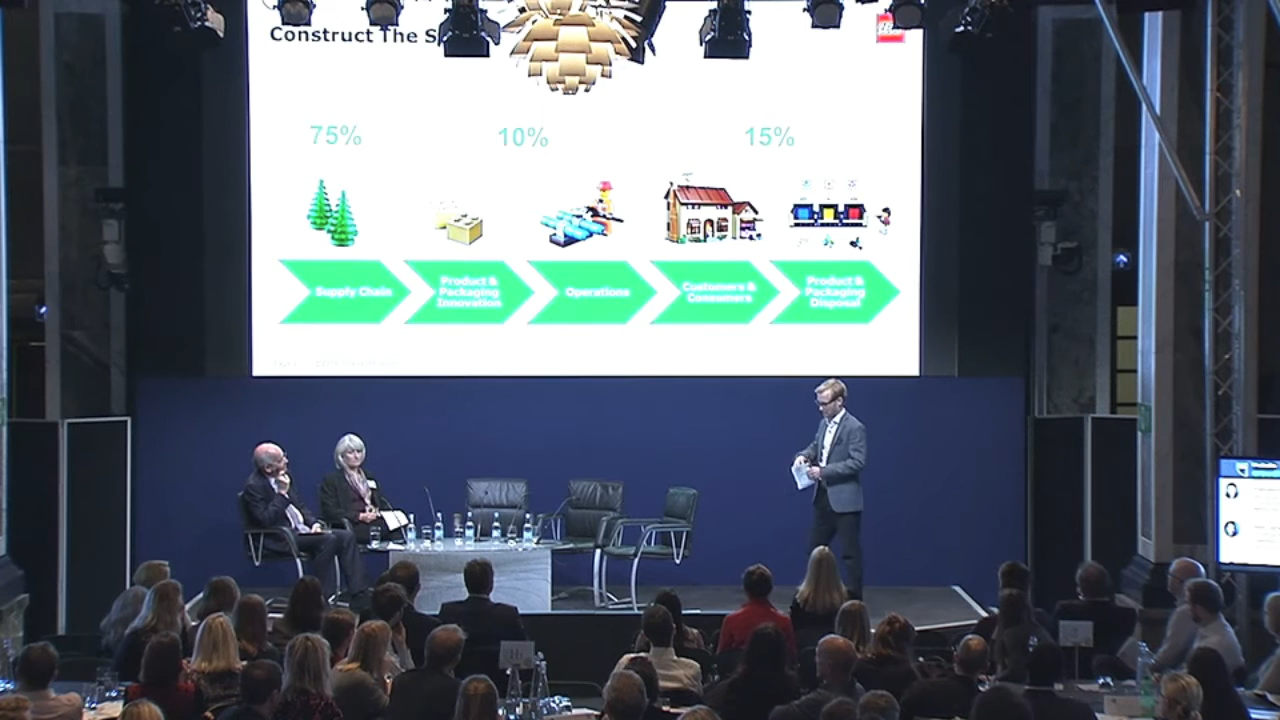 Construct The S
75%
10%
15%
Supply Chain
Product &
Packaging
Innovation
Operations
Customers &
Consumers
Product &
Packaging
Disposal